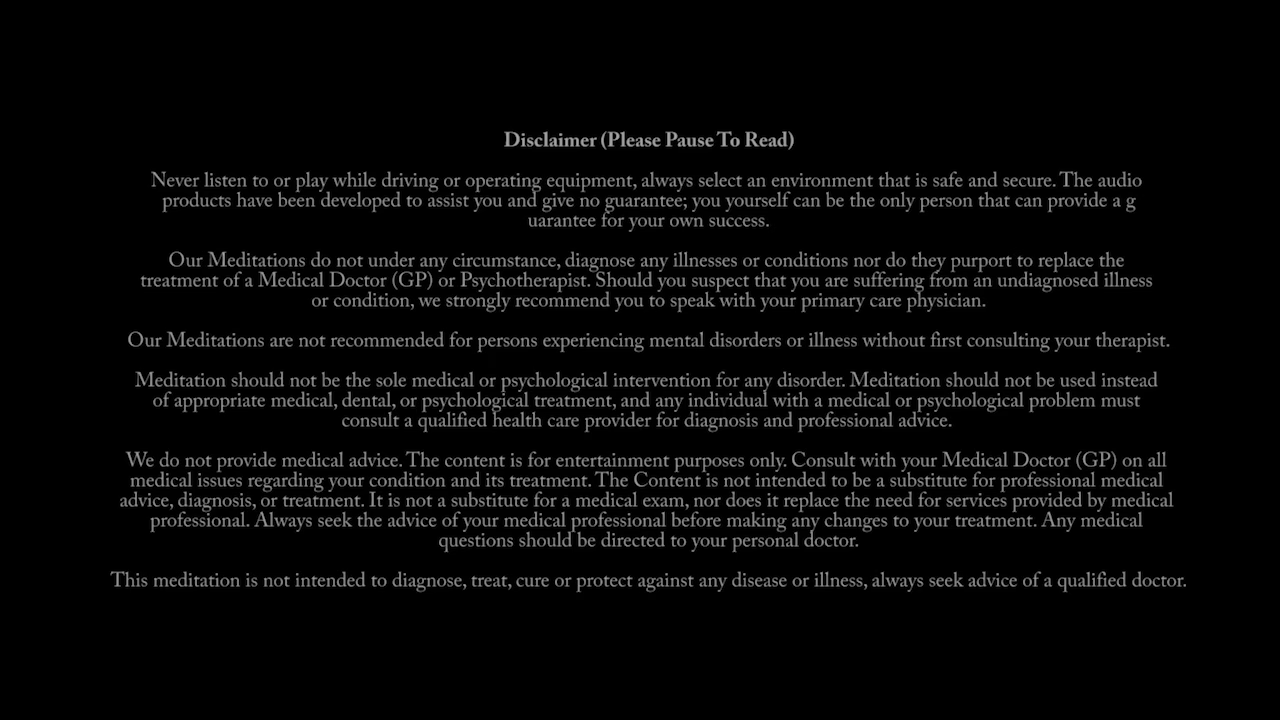 Disclaimer (Please Pause To Read)
Never listen to or play while driving or operating equipment, always select an environment that is safe and secure. The audio
products have been developed to assist you and give no guarantee; you yourself can be the only person that can provide a g
uarantee for your own success.
Our Meditations do not under any circumstance, diagnose any illnesses or conditions nor do they purport to replace the
treatment of a Medical Doctor (GP) or Psychotherapist. Should you suspect that you are suffering from an undiagnosed illness
or condition, we strongly recommend you to speak with your primary care physician.
Our Meditations are not recommended for persons experiencing mental disorders or illness without first consulting your therapist.
Meditation should not be the sole medical or psychological intervention for any disorder. Meditation should not be used instead
of appropriate medical, dental, or psychological treatment, and any individual with a medical or psychological problem must
consult a qualified health care provider for diagnosis and professional advice.
We do not provide medical advice. The content is for entertainment purposes only. Consult with your Medical Doctor (GP) on all
medical issues regarding your condition and its treatment. The Content is not intended to be a substitute for professional medical
advice, diagnosis, or treatment. It is not a substitute for a medical exam, nor does it replace the need for services provided by medical
professional. Always seek the advice of your medical professional before making any changes to your treatment. Any medical
questions should be directed to your personal doctor.
This meditation is not intended to diagnose, treat, cure or protect against any disease or illness, always seek advice of a qualified doctor.